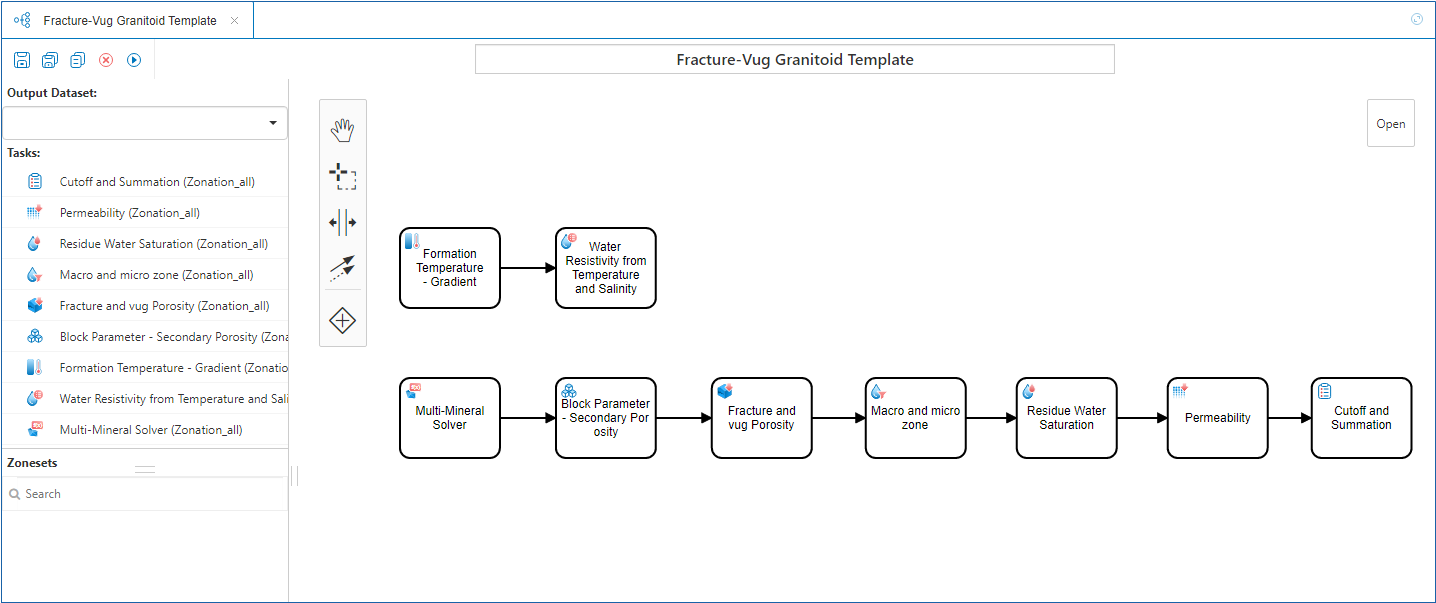 Fracture-Vug Granitoid Template
Fracture-Vug Granitoid Template
Output Dataset:
Tasks:
Cutoff and Summation (Zonation_all)
Permeability (Zonation_all)
Residue Water Saturation (Zonation_all)
Macro and micro zone (Zonation_all)
Fracture and vug Porosity (Zonation_all)
Block Parameter - Secondary Porosity (Zona
Formation Temperature - Gradient (Zonatio
Water Resistivity from Temperature and Sali
Multi-Mineral Solver (Zonation_all)
Zonesets
Search
Open
Formation
Temperature
- Gradient
Water
Resistivity from
Temperature
and Salinity
Multi-Mineral
Solver
Block Parameter
- Secondary Por
osity
Fracture and
vug Porosity
Macro and micro
zone
Residue Water
Saturation
Permeability
Cutoff and
Summation